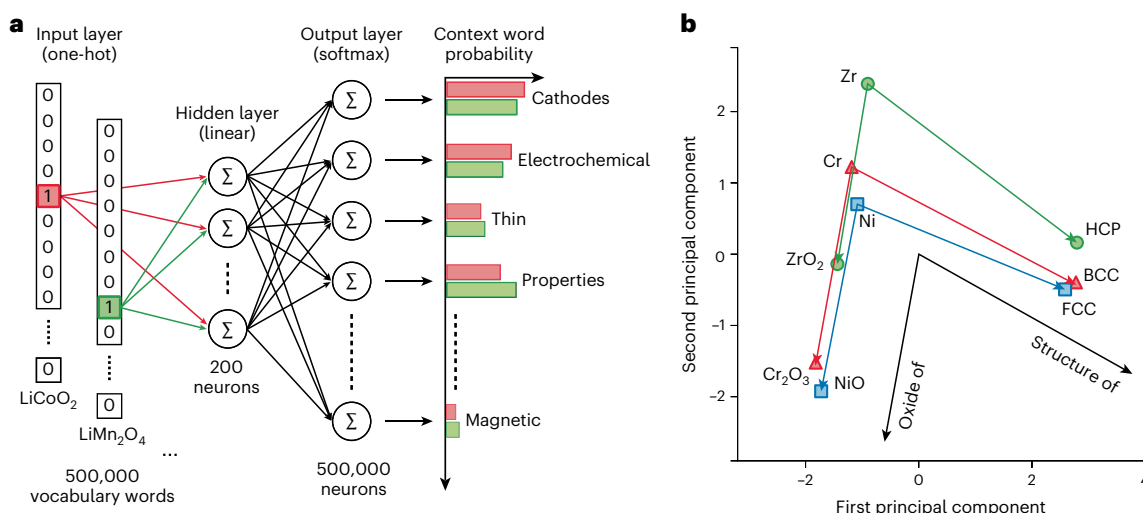 a
Input layer
(one-hot)
0
0
0
0
1
0
0
0
0
0
LiCoO₂
0
0
0
0
0
0
0
1
0
0
LiMn₂O₄
...
500,000
vocabulary words
Hidden layer
(linear)
Σ
Σ
Σ
200
neurons
Output layer
(softmax)
Σ
Σ
Σ
Σ
Σ
500,000
neurons
Context word
probability
Cathodes
Electrochemical
Thin
Properties
Magnetic
b
Second principal component
2
1
0
−1
−2
Zr
Cr
Ni
ZrO₂
HCP
BCC
FCC
Cr₂O₃
NiO
Oxide of
Structure of
−2
0
2
4
First principal component